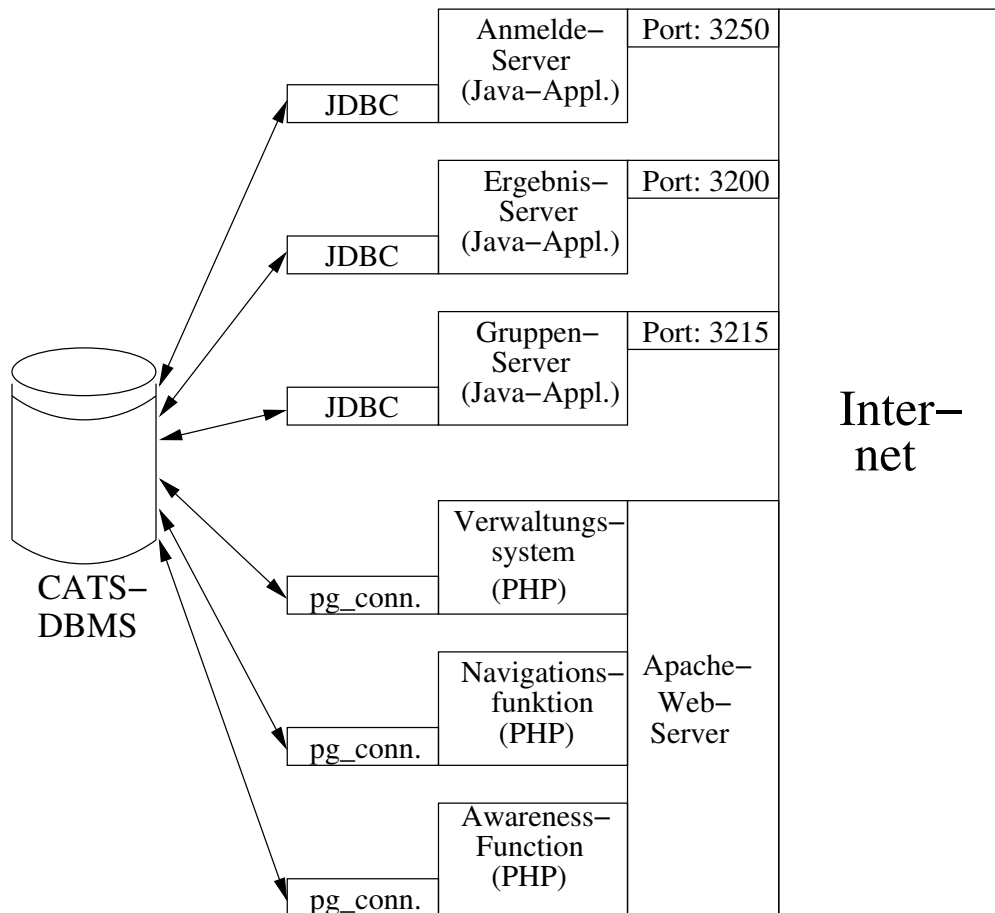 Anmelde–
Server
(Java–Appl.)
Port: 3250
JDBC
Ergebnis–
Server
(Java–Appl.)
Port: 3200
JDBC
Gruppen–
Server
(Java–Appl.)
Port: 3215
JDBC
Inter–
net
CATS–
DBMS
Verwaltungs–
system
(PHP)
pg_conn.
Navigations–
funktion
(PHP)
pg_conn.
Apache–
Web–
Server
Awareness–
Function
(PHP)
pg_conn.